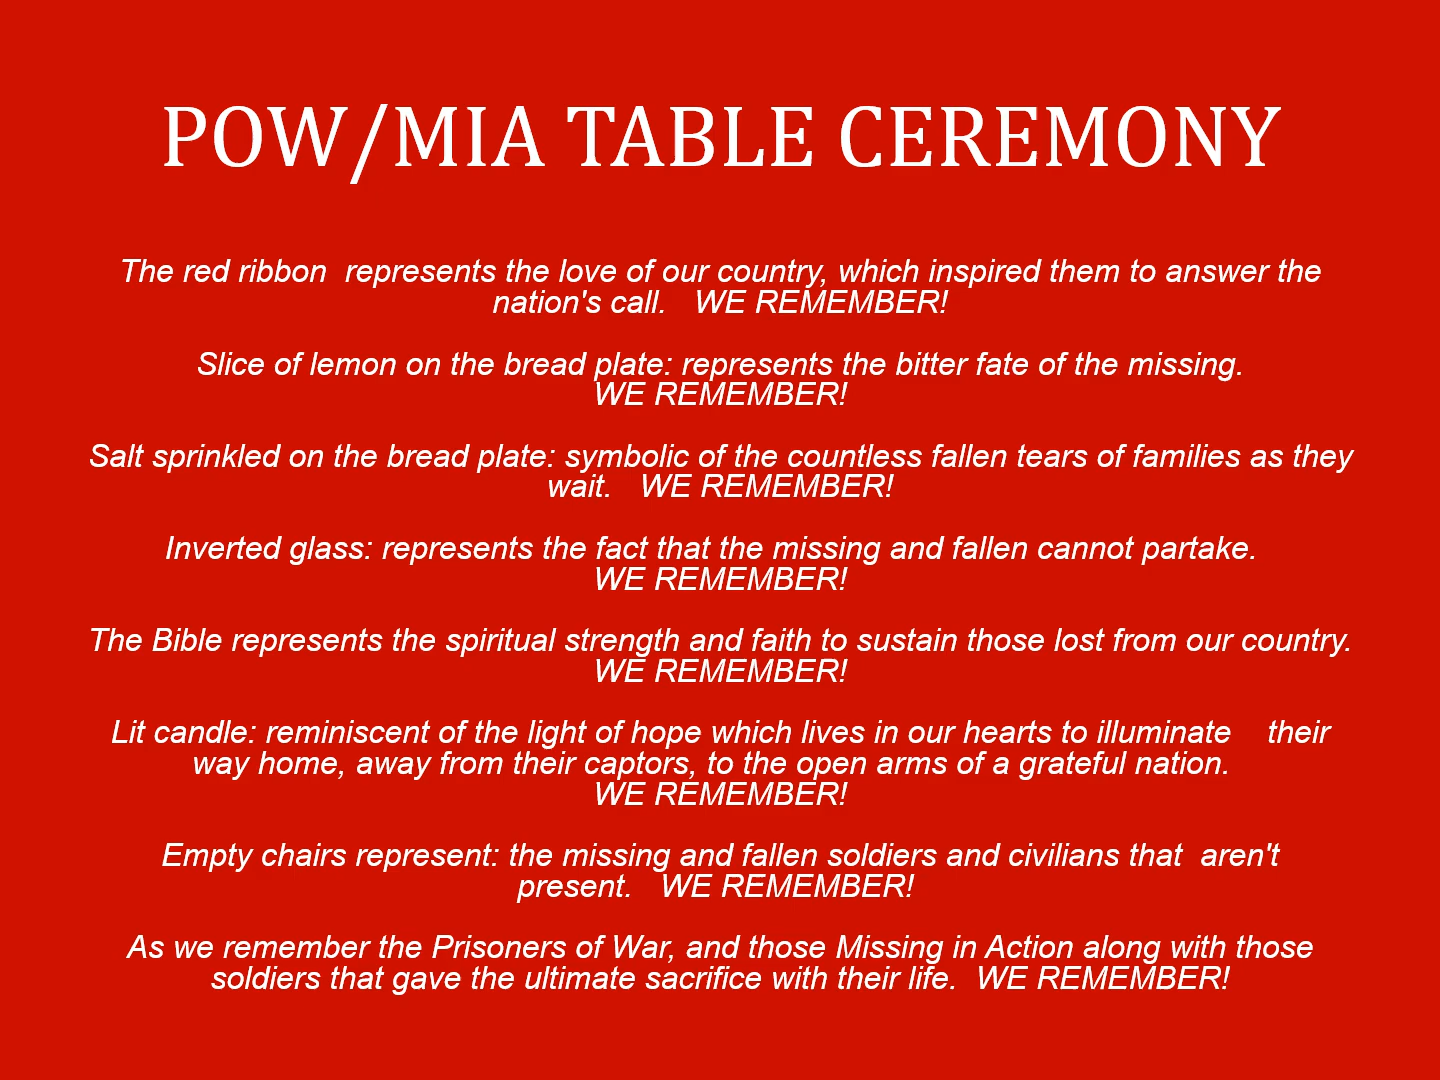 POW/MIA TABLE CEREMONY
The red ribbon  represents the love of our country, which inspired them to answer the
nation's call.   WE REMEMBER!
Slice of lemon on the bread plate: represents the bitter fate of the missing.
WE REMEMBER!
Salt sprinkled on the bread plate: symbolic of the countless fallen tears of families as they
wait.   WE REMEMBER!
Inverted glass: represents the fact that the missing and fallen cannot partake.
WE REMEMBER!
The Bible represents the spiritual strength and faith to sustain those lost from our country.
WE REMEMBER!
Lit candle: reminiscent of the light of hope which lives in our hearts to illuminate    their
way home, away from their captors, to the open arms of a grateful nation.
WE REMEMBER!
Empty chairs represent: the missing and fallen soldiers and civilians that  aren't
present.   WE REMEMBER!
As we remember the Prisoners of War, and those Missing in Action along with those
soldiers that gave the ultimate sacrifice with their life.  WE REMEMBER!